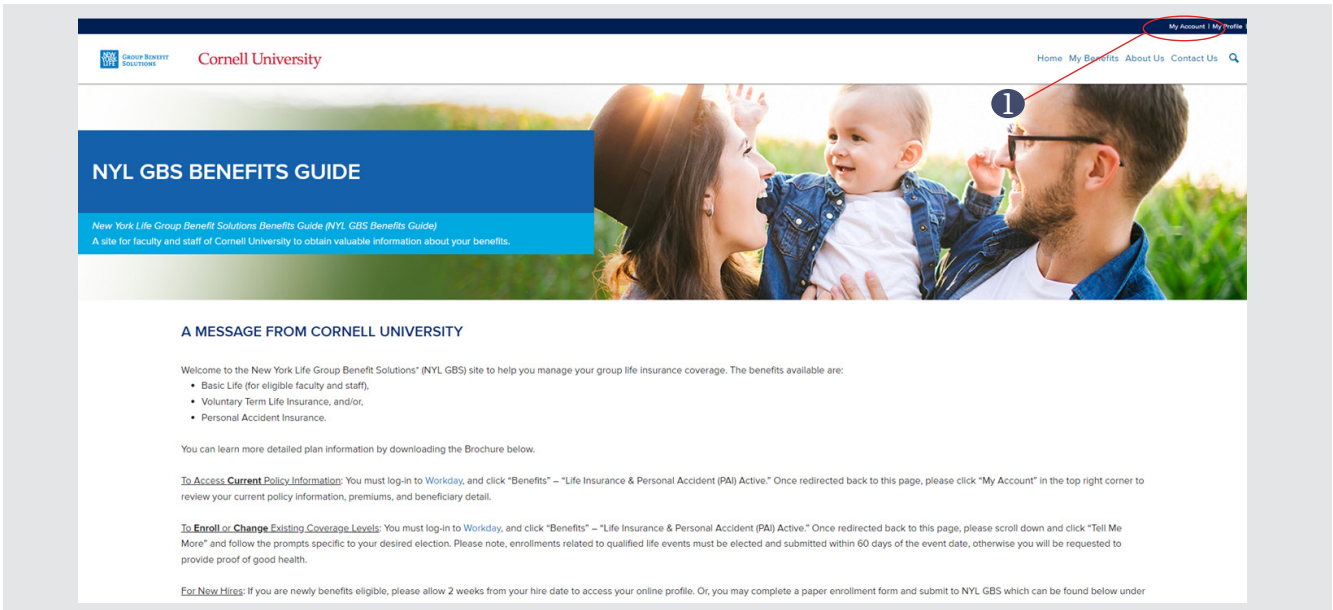 My Account | My Profile |
NEW YORK LIFE
GROUP BENEFIT SOLUTIONS
Cornell University
Home My Benefits About Us Contact Us
1
NYL GBS BENEFITS GUIDE
New York Life Group Benefit Solutions Benefits Guide (NYL GBS Benefits Guide)
A site for faculty and staff of Cornell University to obtain valuable information about your benefits.
A MESSAGE FROM CORNELL UNIVERSITY
Welcome to the New York Life Group Benefit Solutions* (NYL GBS) site to help you manage your group life insurance coverage. The benefits available are:
• Basic Life (for eligible faculty and staff),
• Voluntary Term Life Insurance, and/or,
• Personal Accident Insurance.
You can learn more detailed plan information by downloading the Brochure below.
To Access Current Policy Information: You must log-in to Workday, and click “Benefits” – “Life Insurance & Personal Accident (PAI) Active.” Once redirected back to this page, please click “My Account” in the top right corner to
review your current policy information, premiums, and beneficiary detail.
To Enroll or Change Existing Coverage Levels: You must log-in to Workday, and click “Benefits” – “Life Insurance & Personal Accident (PAI) Active.” Once redirected back to this page, please scroll down and click “Tell Me
More” and follow the prompts specific to your desired election. Please note, enrollments related to qualified life events must be elected and submitted within 60 days of the event date, otherwise you will be requested to
provide proof of good health.
For New Hires: If you are newly benefits eligible, please allow 2 weeks from your hire date to access your online profile. Or, you may complete a paper enrollment form and submit to NYL GBS which can be found below under